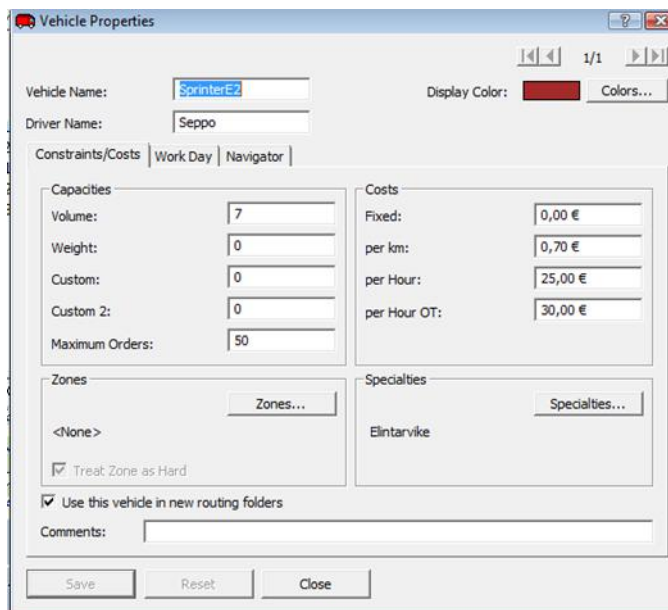 Vehicle Properties
1/1
Vehicle Name: SprinterE2 Display Color: Colors...
Driver Name: Seppo
Constraints/Costs Work Day Navigator
Capacities
Volume: 7
Weight: 0
Custom: 0
Custom 2: 0
Maximum Orders: 50
Costs
Fixed: 0,00 €
per km: 0,70 €
per Hour: 25,00 €
per Hour OT: 30,00 €
Zones
Zones...
<None>
Treat Zone as Hard
Specialties
Specialties...
Elintarvike
Use this vehicle in new routing folders
Comments:
Save Reset Close